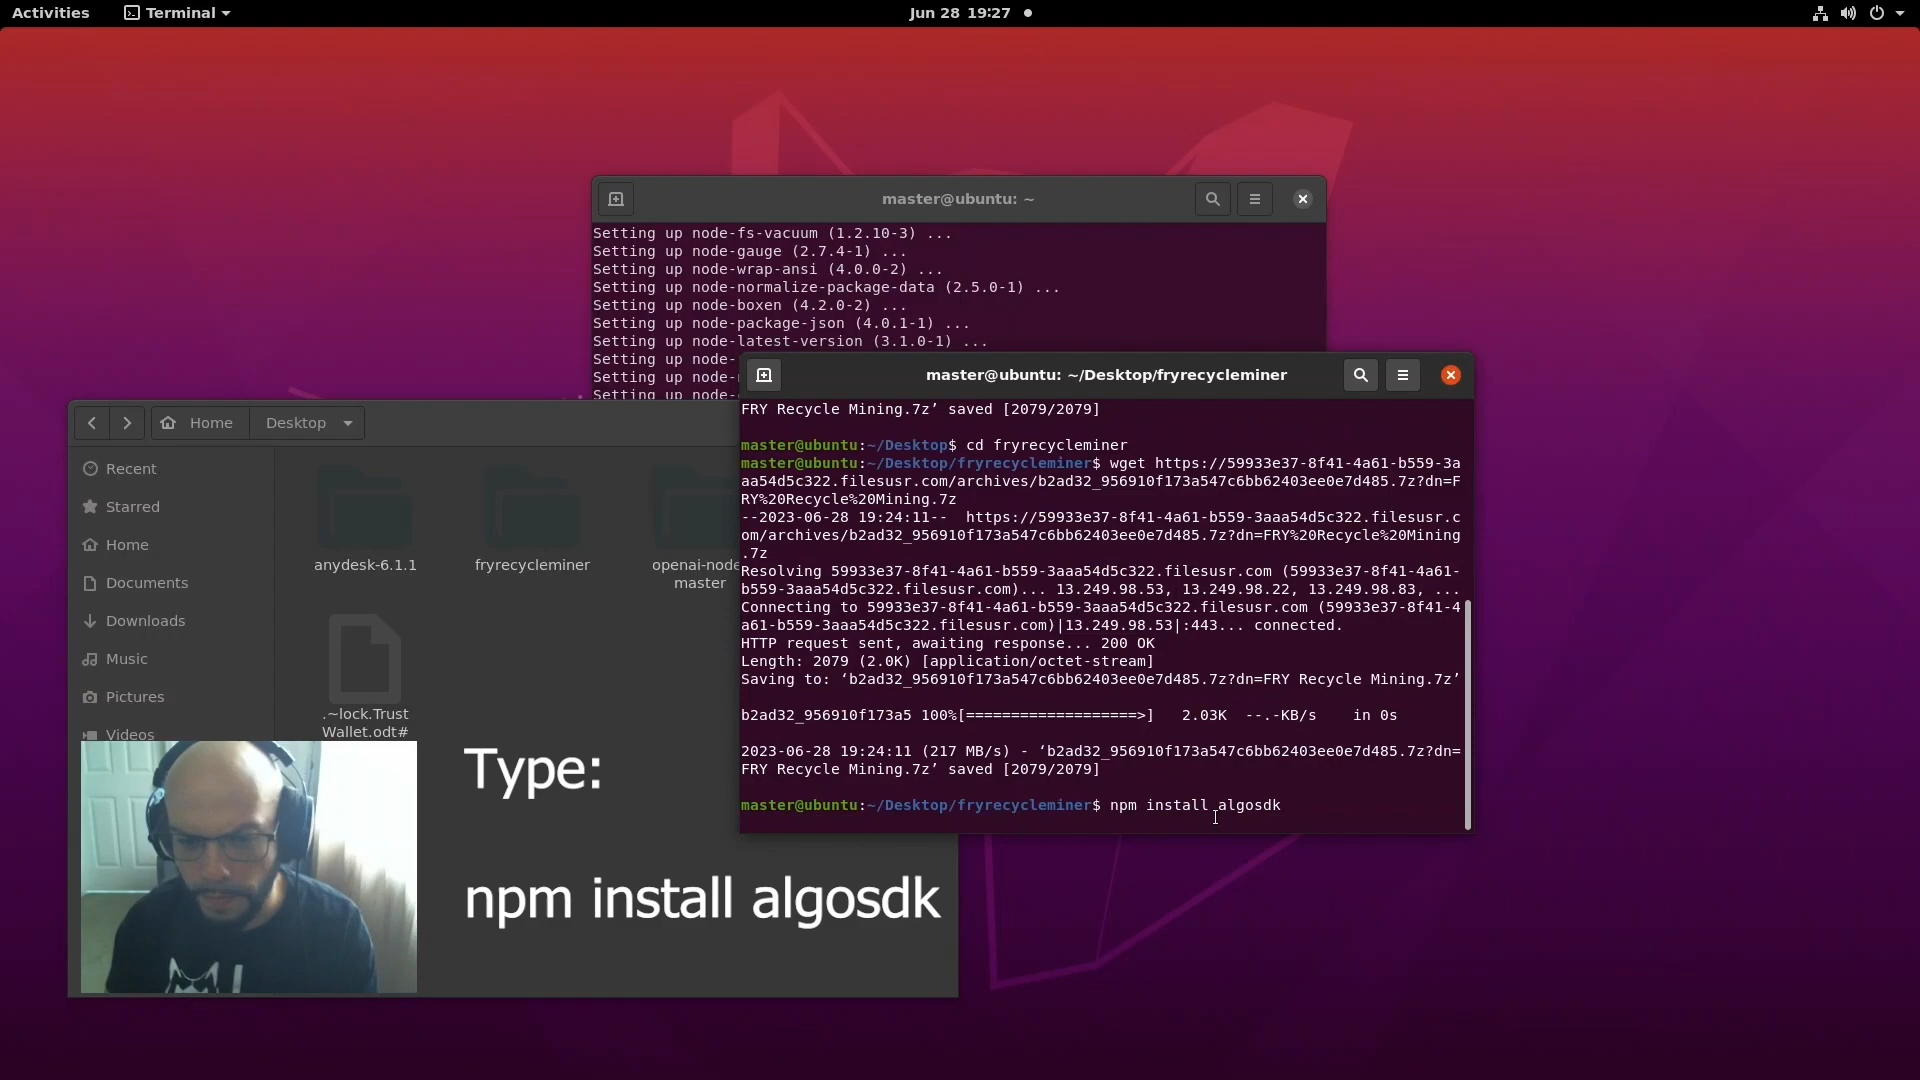 Activities
Terminal
Jun 28 19:27
master@ubuntu: ~
Setting up node-fs-vacuum (1.2.10-3) ...
Setting up node-gauge (2.7.4-1) ...
Setting up node-wrap-ansi (4.0.0-2) ...
Setting up node-normalize-package-data (2.5.0-1) ...
Setting up node-boxen (4.2.0-2) ...
Setting up node-package-json (4.0.1-1) ...
Setting up node-latest-version (3.1.0-1) ...
Setting up node-
Setting up node-
Setting up node-
master@ubuntu: ~/Desktop/fryrecycleminer
FRY Recycle Mining.7z’ saved [2079/2079]
master@ubuntu:~/Desktop$ cd fryrecycleminer
master@ubuntu:~/Desktop/fryrecycleminer$ wget https://59933e37-8f41-4a61-b559-3a
aa54d5c322.filesusr.com/archives/b2ad32_956910f173a547c6bb62403ee0e7d485.7z?dn=F
RY%20Recycle%20Mining.7z
--2023-06-28 19:24:11--  https://59933e37-8f41-4a61-b559-3aaa54d5c322.filesusr.c
om/archives/b2ad32_956910f173a547c6bb62403ee0e7d485.7z?dn=FRY%20Recycle%20Mining
.7z
Resolving 59933e37-8f41-4a61-b559-3aaa54d5c322.filesusr.com (59933e37-8f41-4a61-
b559-3aaa54d5c322.filesusr.com)... 13.249.98.53, 13.249.98.22, 13.249.98.83, ...
Connecting to 59933e37-8f41-4a61-b559-3aaa54d5c322.filesusr.com (59933e37-8f41-4
a61-b559-3aaa54d5c322.filesusr.com)|13.249.98.53|:443... connected.
HTTP request sent, awaiting response... 200 OK
Length: 2079 (2.0K) [application/octet-stream]
Saving to: ‘b2ad32_956910f173a547c6bb62403ee0e7d485.7z?dn=FRY Recycle Mining.7z’
b2ad32_956910f173a5 100%[===================>]   2.03K  --.-KB/s    in 0s
2023-06-28 19:24:11 (217 MB/s) - ‘b2ad32_956910f173a547c6bb62403ee0e7d485.7z?dn=
FRY Recycle Mining.7z’ saved [2079/2079]
master@ubuntu:~/Desktop/fryrecycleminer$ npm install algosdk
Home
Desktop
Recent
Starred
Home
Documents
Downloads
Music
Pictures
Videos
anydesk-6.1.1
fryrecycleminer
openai-node
master
.~lock.Trust
Wallet.odt#
Type:
npm install algosdk